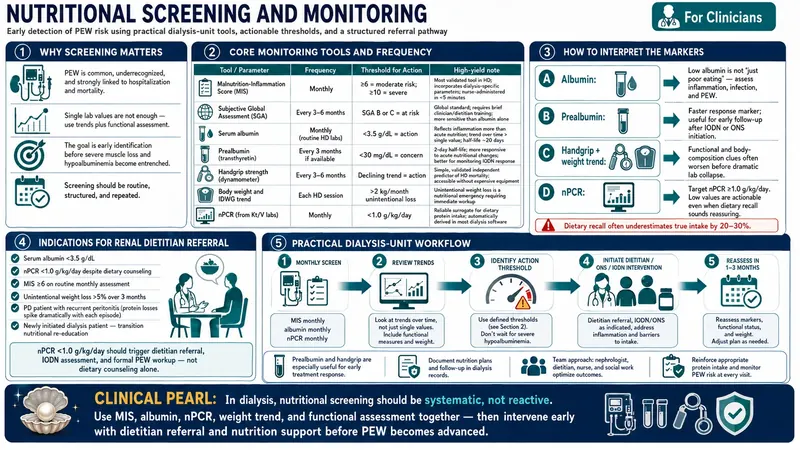 NUTRITIONAL SCREENING AND MONITORING
Early detection of PEW risk using practical dialysis-unit tools, actionable thresholds, and a structured referral pathway
For Clinicians
1 WHY SCREENING MATTERS
PEW is common, underrecognized,
and strongly linked to hospitalization
and mortality.
Single lab values are not enough —
use trends plus functional assessment.
The goal is early identification
before severe muscle loss and
hypoalbuminemia become entrenched.
Screening should be routine,
structured, and repeated.
2 CORE MONITORING TOOLS AND FREQUENCY
Tool / Parameter Frequency Threshold for Action High-yield note
Malnutrition-Inflammation
Score (MIS)
Monthly
≥6 = moderate risk;
≥10 = severe
Most validated tool in HD;
incorporates dialysis-specific
parameters; nurse-administered
in ~5 minutes
Subjective Global
Assessment (SGA)
Every 3–6 months
SGA B or C = at risk
Global standard; requires brief
clinician/dietitian training;
more sensitive than albumin alone
Serum albumin
Monthly
(routine HD labs)
<3.5 g/dL = action
Reflects inflammation more than
acute nutrition; trend over time >
single value; half-life ~20 days
Prealbumin
(transthyretin)
Every 3 months
if available
<30 mg/dL = concern
2-day half-life; more responsive
to acute nutritional changes;
better for monitoring IODN response
Handgrip strength
(dynamometer)
Every 3–6 months
Declining trend = action
Simple, validated independent
predictor of HD mortality;
accessible without expensive equipment
Body weight and
IDWG trend
Each HD session
>2 kg/month
unintentional loss
Unintentional weight loss is a
nutritional emergency requiring
immediate workup
nPCR (from Kt/V labs)
Monthly
<1.0 g/kg/day
Reliable surrogate for dietary
protein intake; automatically
derived in most dialysis software
3 HOW TO INTERPRET THE MARKERS
A Albumin:
Low albumin is not "just
poor eating" — assess
inflammation, infection,
and PEW.
B Prealbumin:
Faster response marker;
useful for early follow-up
after IODN or ONS
initiation.
C Handgrip +
weight trend:
Functional and body-
composition clues often
worsen before dramatic
lab collapse.
D nPCR:
Target nPCR ≥1.0 g/kg/day.
Low values are actionable
even when dietary recall
sounds reassuring.
Dietary recall often underestimates true intake by 20–30%.
4 INDICATIONS FOR RENAL DIETITIAN REFERRAL
Serum albumin <3.5 g/dL
nPCR <1.0 g/kg/day despite dietary counseling
MIS ≥6 on routine monthly assessment
Unintentional weight loss >5% over 3 months
PD patient with recurrent peritonitis (protein losses
spike dramatically with each episode)
Newly initiated dialysis patient — transition
nutritional re-education
nPCR <1.0 g/kg/day should trigger dietitian referral,
IODN assessment, and formal PEW workup — not
dietary counseling alone.
5 PRACTICAL DIALYSIS-UNIT WORKFLOW
1 MONTHLY SCREEN
MIS monthly
albumin monthly
nPCR monthly
2 REVIEW TRENDS
Look at trends over time,
not just single values.
Include functional
measures and weight.
3 IDENTIFY ACTION
THRESHOLD
Use defined thresholds
(see Section 2).
Don't wait for severe
hypoalbuminemia.
4 INITIATE DIETITIAN /
ONS / IODN INTERVENTION
Dietitian referral, IODN/ONS
as indicated, address
inflammation and barriers
to intake.
5 REASSESS IN
1–3 MONTHS
Reassess markers,
functional status,
and weight.
Adjust plan as needed.
Prealbumin and handgrip are
especially useful for early
treatment response.
Document nutrition plans
and follow-up in dialysis
records.
Team approach: nephrologist,
dietitian, nurse, and social work
optimize outcomes.
Reinforce appropriate
protein intake and monitor
PEW risk at every visit.
CLINICAL PEARL: In dialysis, nutritional screening should be systematic, not reactive.
Use MIS, albumin, nPCR, weight trend, and functional assessment together — then intervene early
with dietitian referral and nutrition support before PEW becomes advanced.